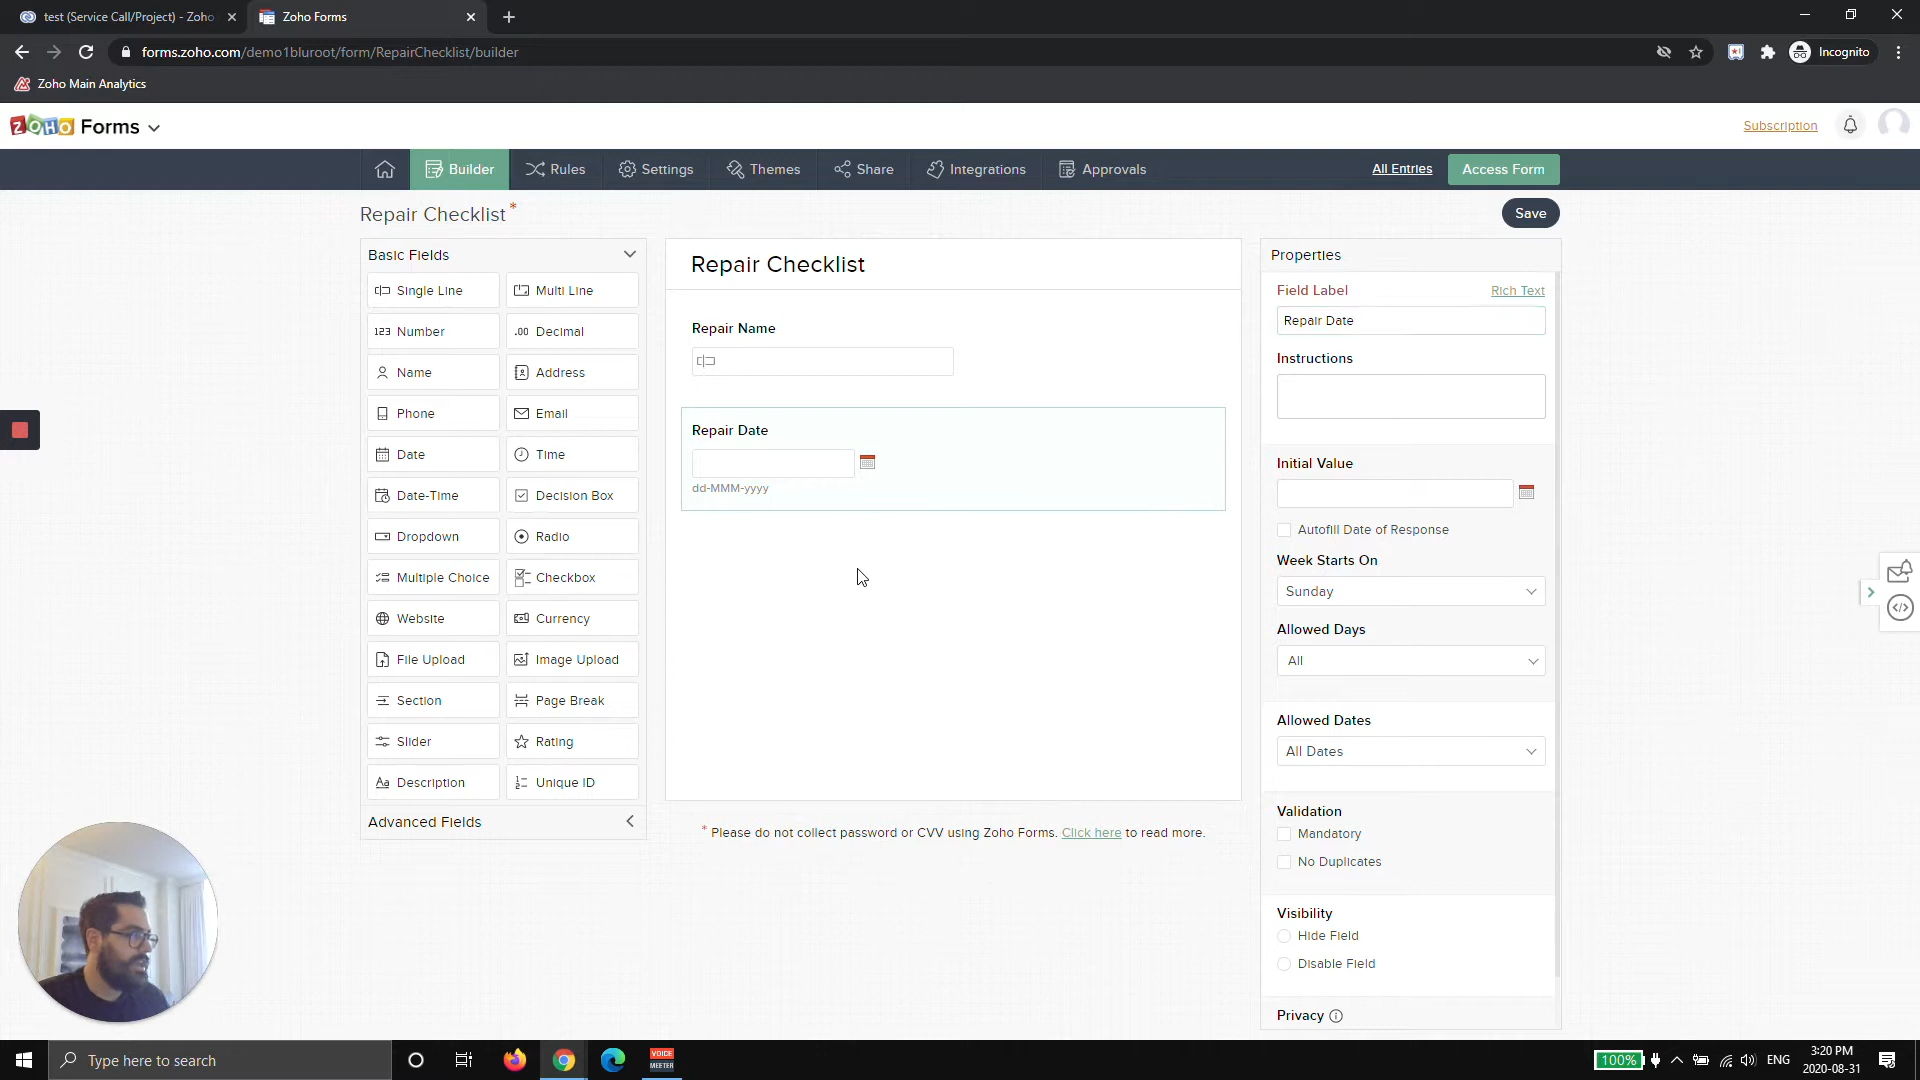 test (Service Call/Project) - Zoho
Zoho Forms
forms.zoho.com/demo1bluroot/form/RepairChecklist/builder
Incognito
Zoho Main Analytics
ZOHO Forms
Subscription
Builder
Rules
Settings
Themes
Share
Integrations
Approvals
All Entries
Access Form
Repair Checklist *
Save
Basic Fields
Single Line
Multi Line
123 Number
.00 Decimal
Name
Address
Phone
Email
Date
Time
Date-Time
Decision Box
Dropdown
Radio
Multiple Choice
Checkbox
Website
Currency
File Upload
Image Upload
Section
Page Break
Slider
Rating
Aa Description
Unique ID
Advanced Fields
Repair Checklist
Repair Name
Repair Date
dd-MMM-yyyy
* Please do not collect password or CVV using Zoho Forms. Click here to read more.
Properties
Field Label
Rich Text
Repair Date
Instructions
Initial Value
Autofill Date of Response
Week Starts On
Sunday
Allowed Days
All
Allowed Dates
All Dates
Validation
Mandatory
No Duplicates
Visibility
Hide Field
Disable Field
Privacy
Type here to search
VOICE
MEETER
100%
ENG
3:20 PM
2020-08-31